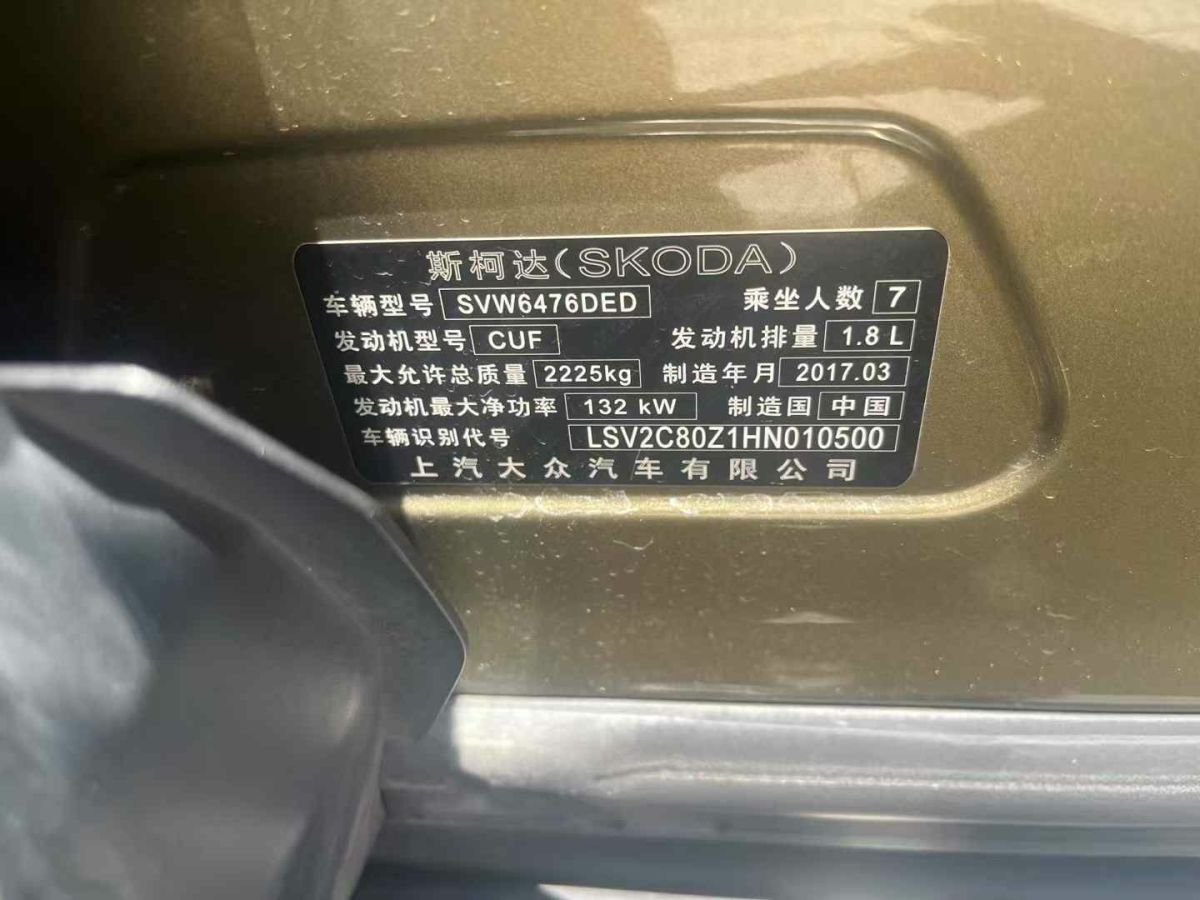 斯柯达(SKODA)
车辆型号 SVW6476DED 乘坐人数 7
发动机型号 CUF 发动机排量 1.8 L
最大允许总质量 2225kg 制造年月 2017.03
发动机最大净功率 132 kW 制造国 中国
车辆识别代号 LSV2C80Z1HN010500
上汽大众汽车有限公司